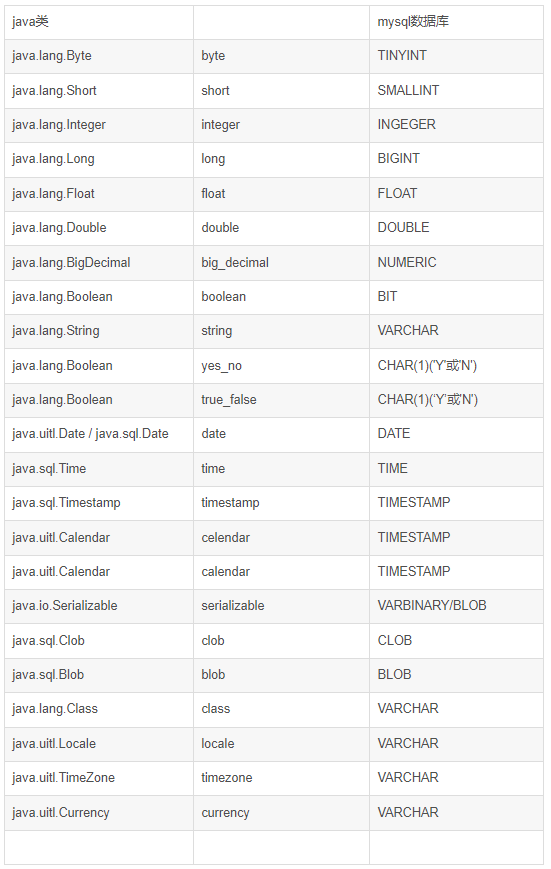 java类 mysql数据库
java.lang.Byte byte TINYINT
java.lang.Short short SMALLINT
java.lang.Integer integer INGEGER
java.lang.Long long BIGINT
java.lang.Float float FLOAT
java.lang.Double double DOUBLE
java.lang.BigDecimal big_decimal NUMERIC
java.lang.Boolean boolean BIT
java.lang.String string VARCHAR
java.lang.Boolean yes_no CHAR(1)('Y'或'N')
java.lang.Boolean true_false CHAR(1)(‘Y’或'N')
java.uitl.Date / java.sql.Date date DATE
java.sql.Time time TIME
java.sql.Timestamp timestamp TIMESTAMP
java.uitl.Calendar celendar TIMESTAMP
java.uitl.Calendar calendar TIMESTAMP
java.io.Serializable serializable VARBINARY/BLOB
java.sql.Clob clob CLOB
java.sql.Blob blob BLOB
java.lang.Class class VARCHAR
java.uitl.Locale locale VARCHAR
java.uitl.TimeZone timezone VARCHAR
java.uitl.Currency currency VARCHAR